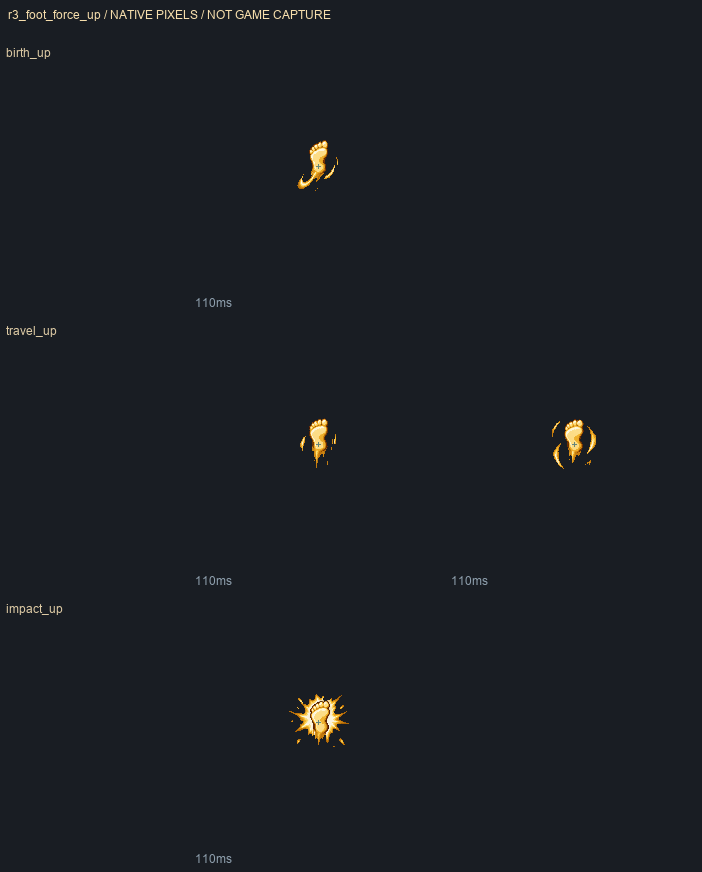 r3_foot_force_up / NATIVE PIXELS / NOT GAME CAPTURE
birth_up
110ms
travel_up
110ms 110ms
impact_up
110ms